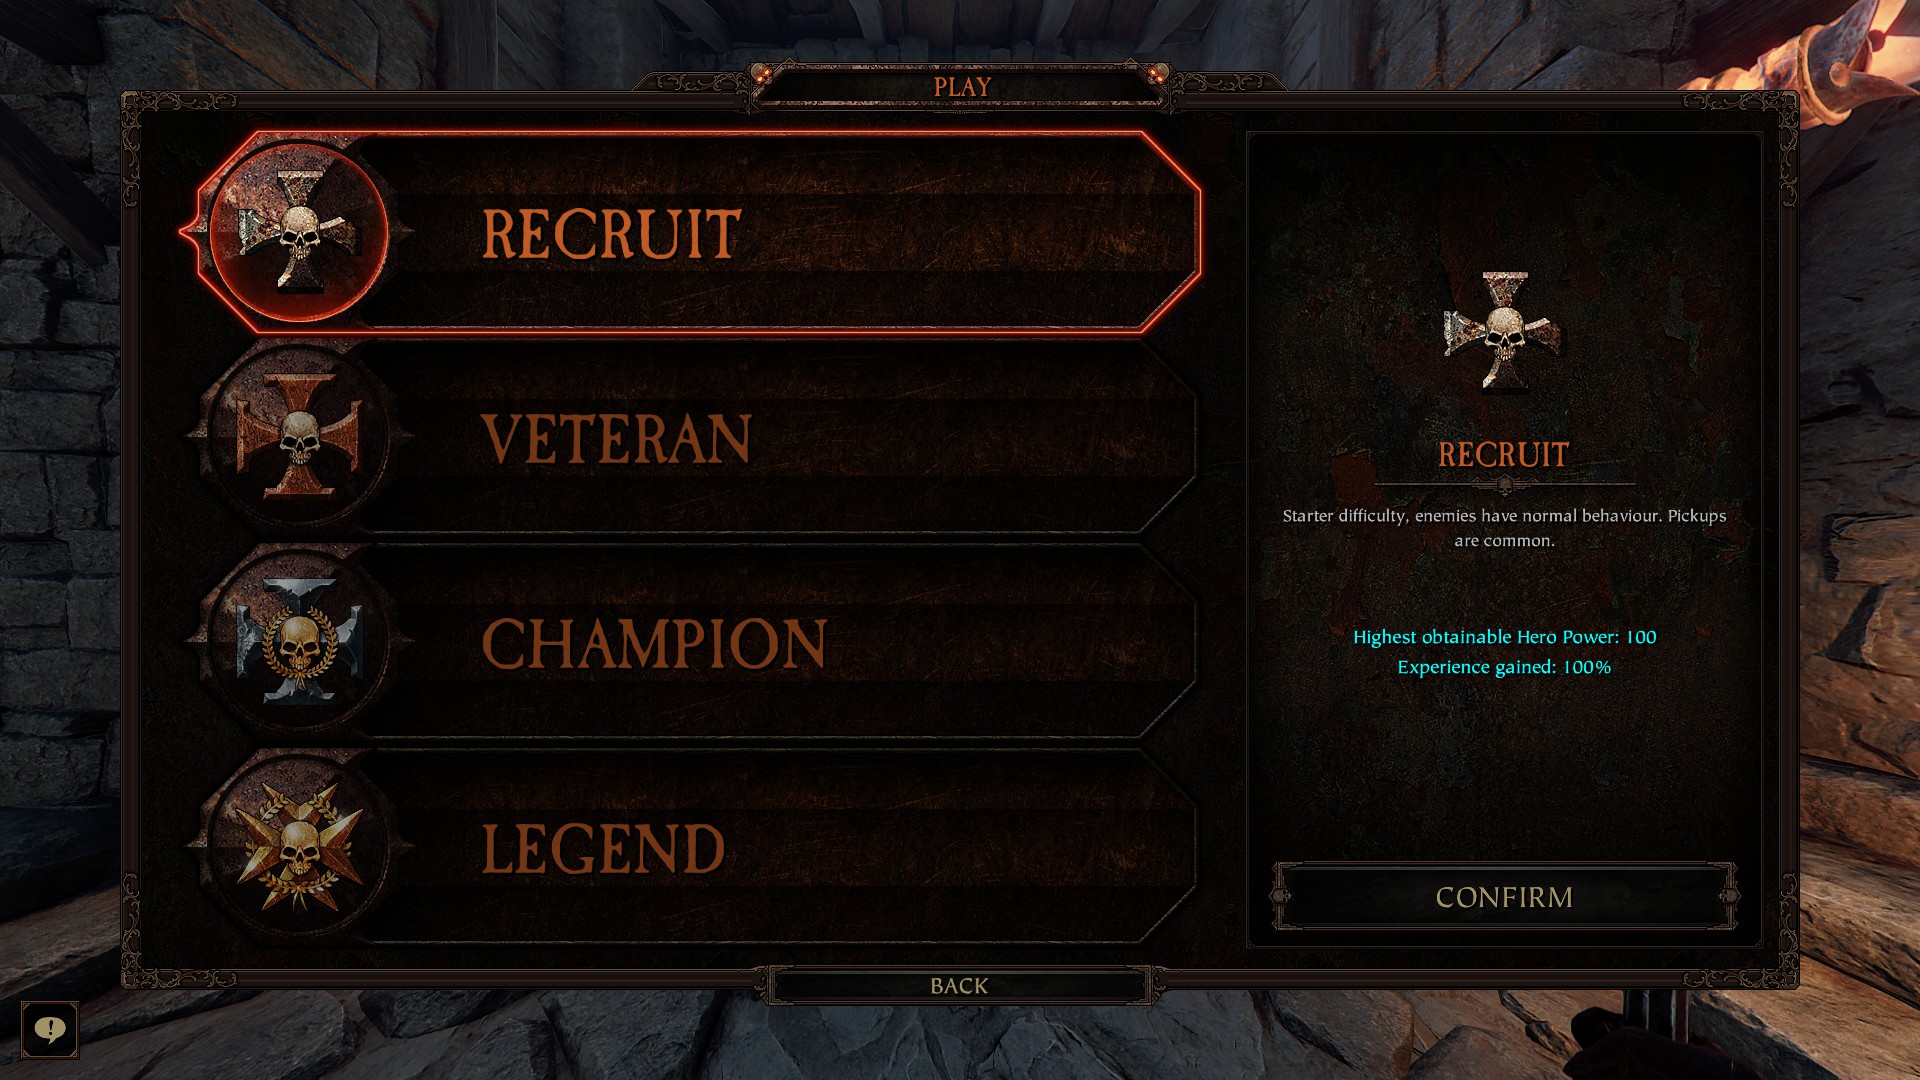 PLAY
RECRUIT
VETERAN
CHAMPION
LEGEND
RECRUIT
Starter difficulty, enemies have normal behaviour. Pickups
are common.
Highest obtainable Hero Power: 100
Experience gained: 100%
CONFIRM
BACK